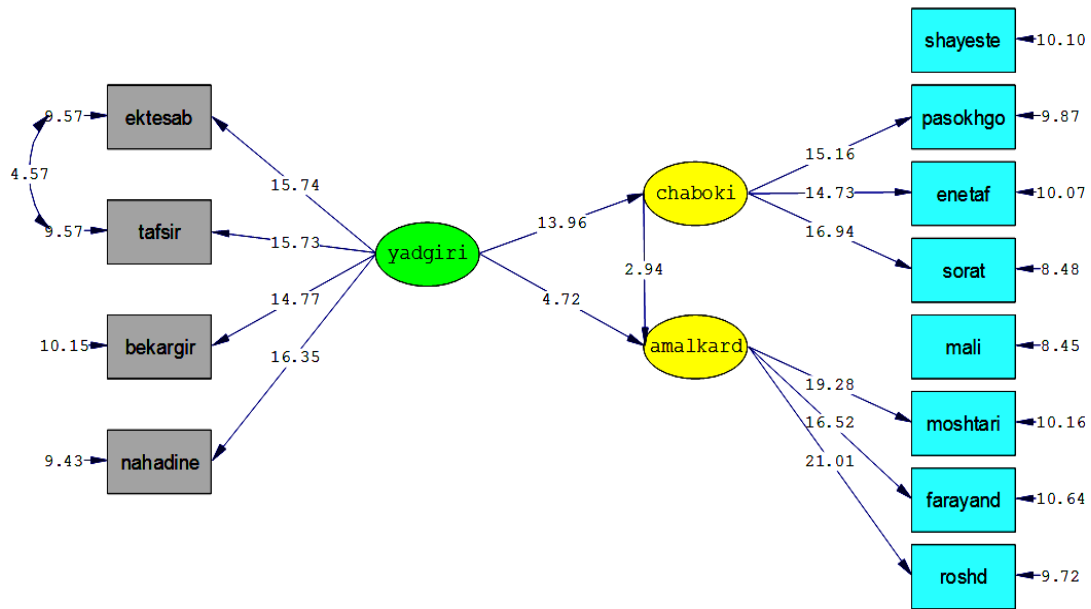 shayeste
10.10
9.57
ektesab
pasokhgo
9.87
15.16
4.57
15.74
chaboki
14.73
enetaf
10.07
13.96
9.57
tafsir
15.73
16.94
yadgiri
2.94
sorat
8.48
14.77
4.72
10.15
bekargir
amalkard
mali
8.45
16.35
19.28
16.52
moshtari
10.16
9.43
nahadine
21.01
farayand
10.64
roshd
9.72